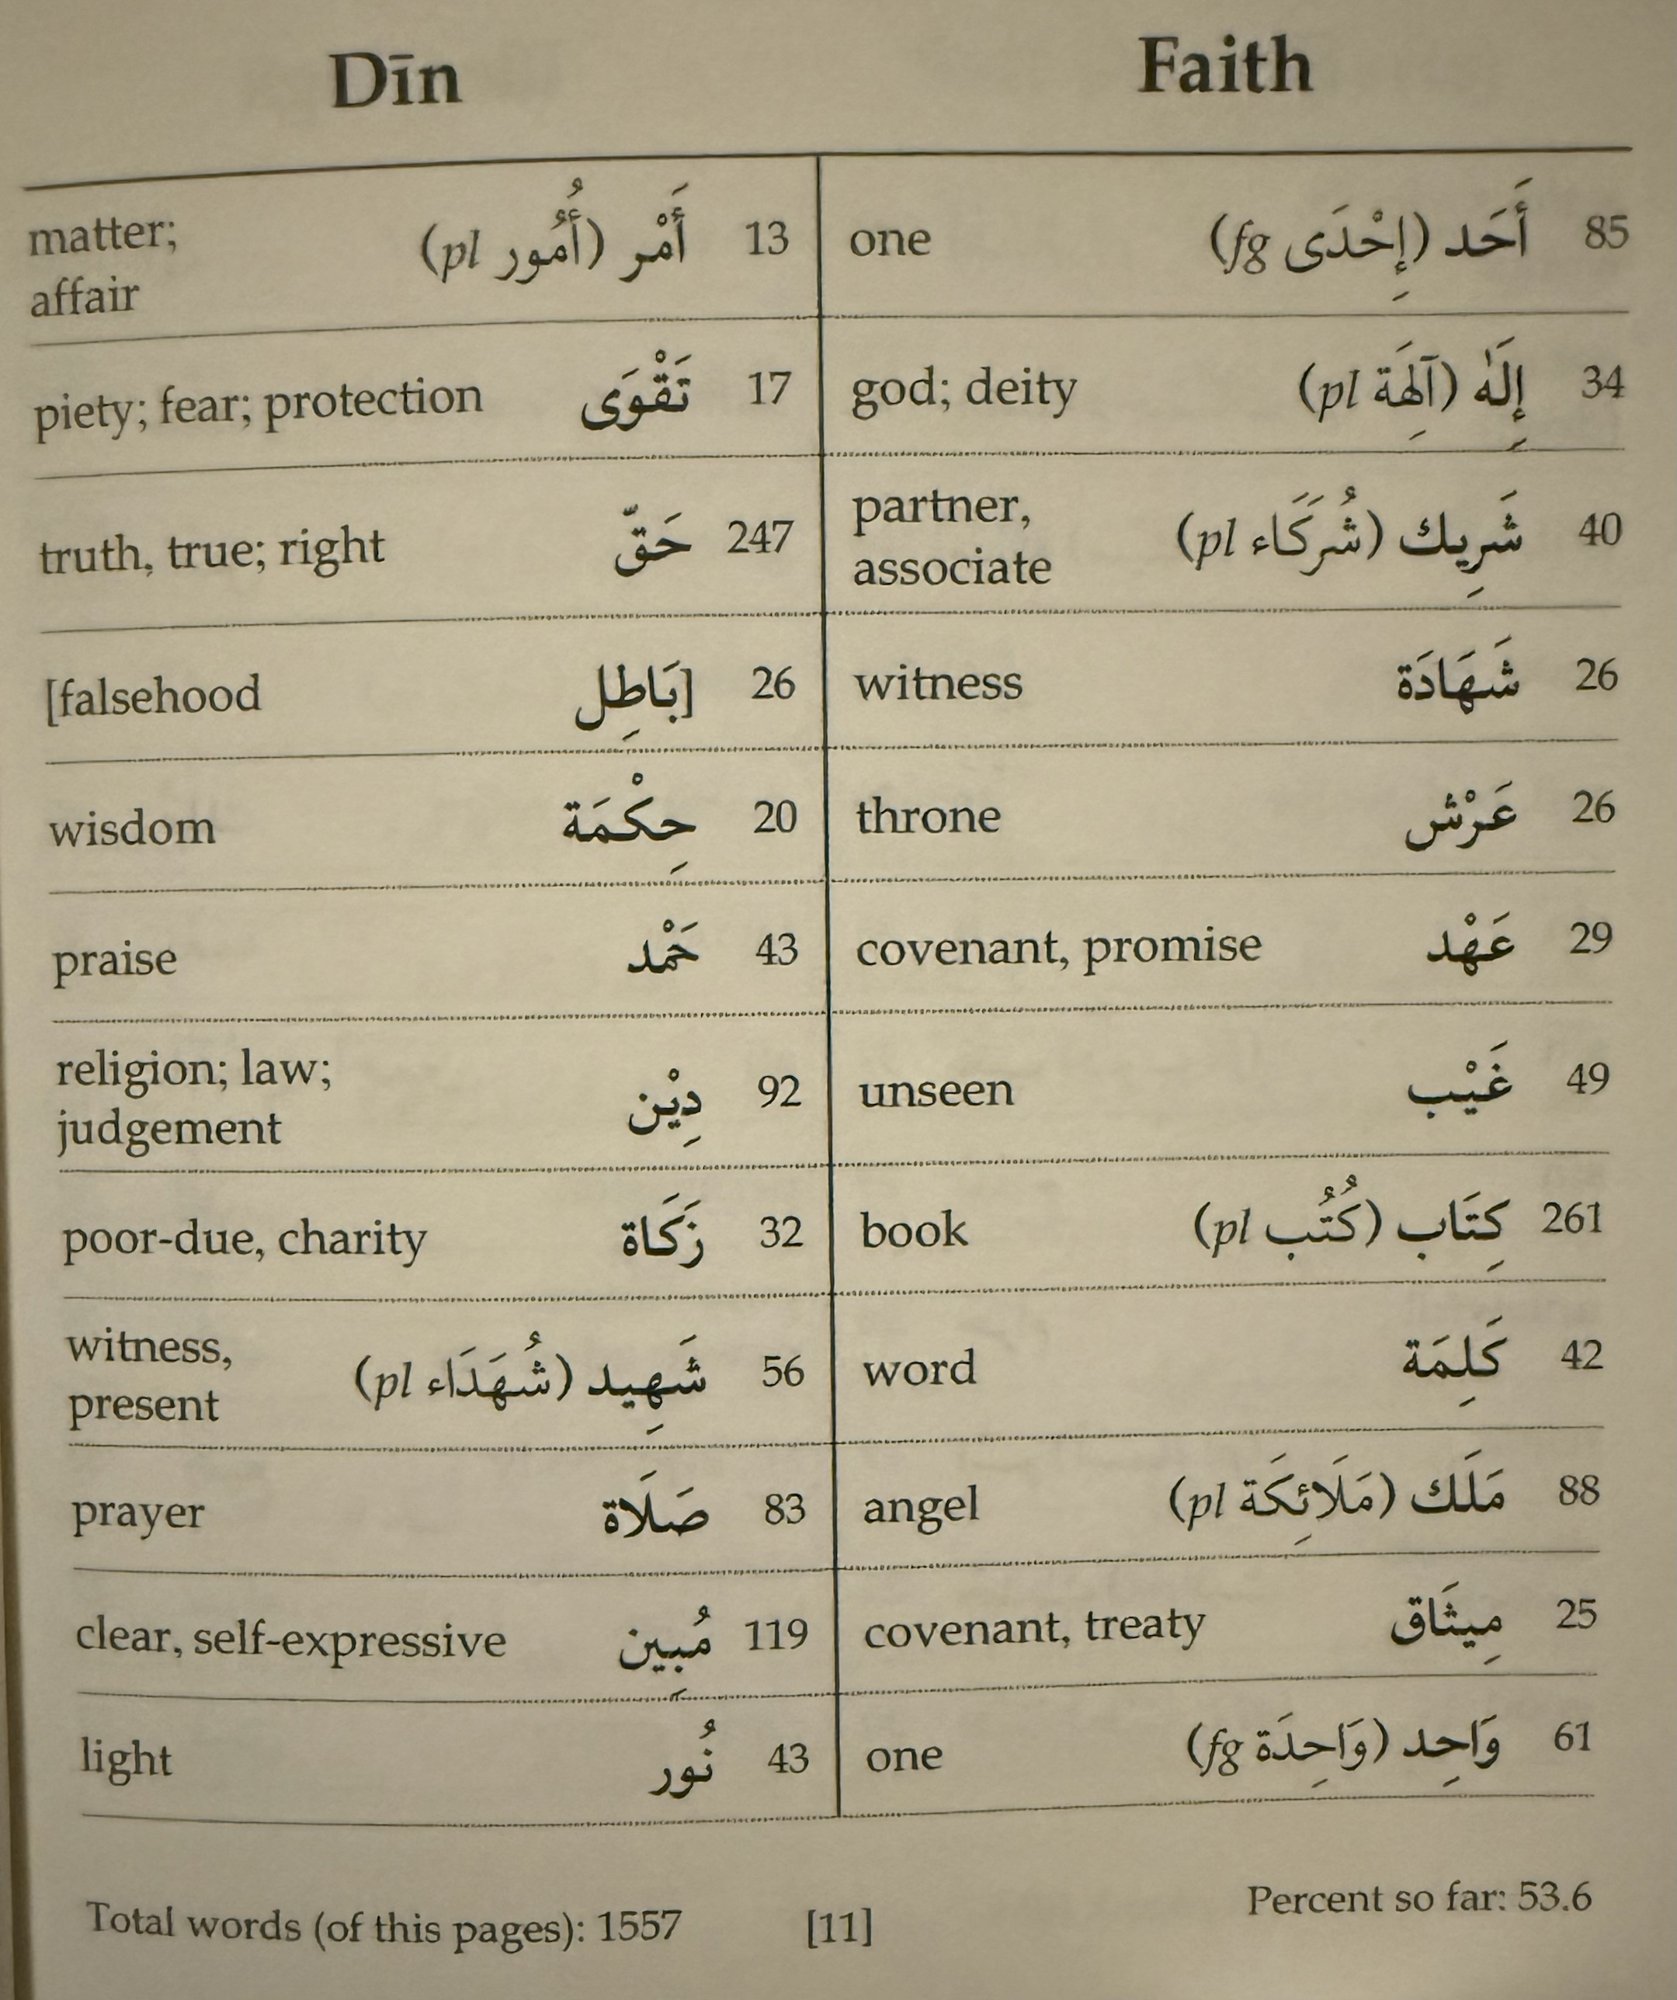 Dīn
Faith
matter; أَمْر (أُمُور pl) 13
affair
one أَحَد (إِحْدَى fg) 85
piety; fear; protection تَقْوَى 17
god; deity إِلَٰه (آلِهَة pl) 34
truth, true; right حَقّ 247
partner, شَرِيك (شُرَكَاء pl) 40
associate
[falsehood بَاطِل] 26
witness شَهَادَة 26
wisdom حِكْمَة 20
throne عَرْش 26
praise حَمْد 43
covenant, promise عَهْد 29
religion; law; دِيْن 92
judgement
unseen غَيْب 49
poor-due, charity زَكَاة 32
book كِتَاب (كُتُب pl) 261
witness, شَهِيد (شُهَدَاء pl) 56
present
word كَلِمَة 42
prayer صَلَاة 83
angel مَلَك (مَلَائِكَة pl) 88
clear, self-expressive مُبِين 119
covenant, treaty مِيثَاق 25
light نُور 43
one وَاحِد (وَاحِدَة fg) 61
Total words (of this pages): 1557 [11] Percent so far: 53.6